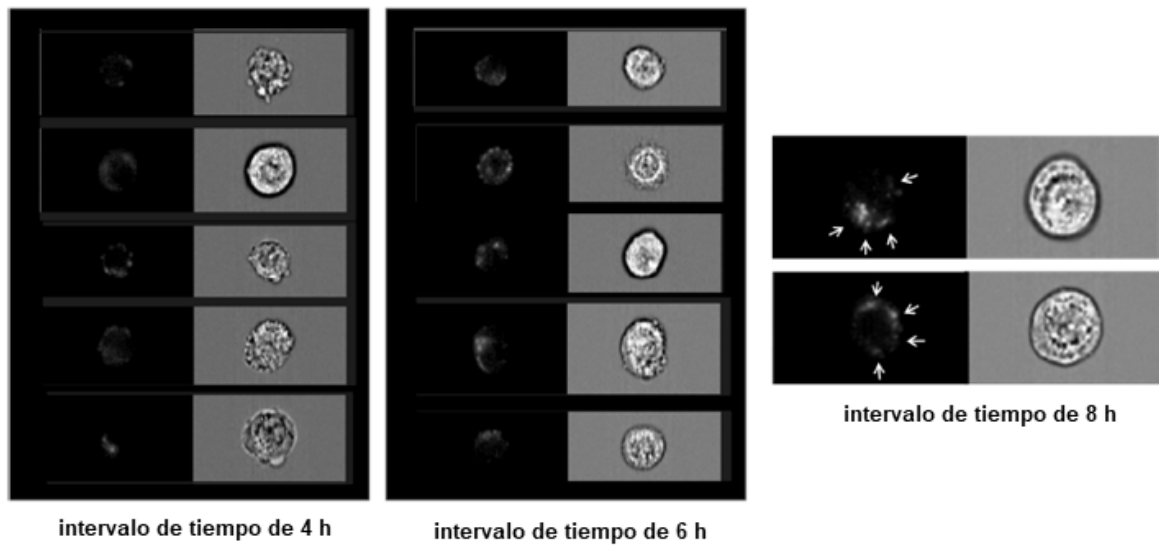 intervalo de tiempo de 4 h
intervalo de tiempo de 6 h
intervalo de tiempo de 8 h